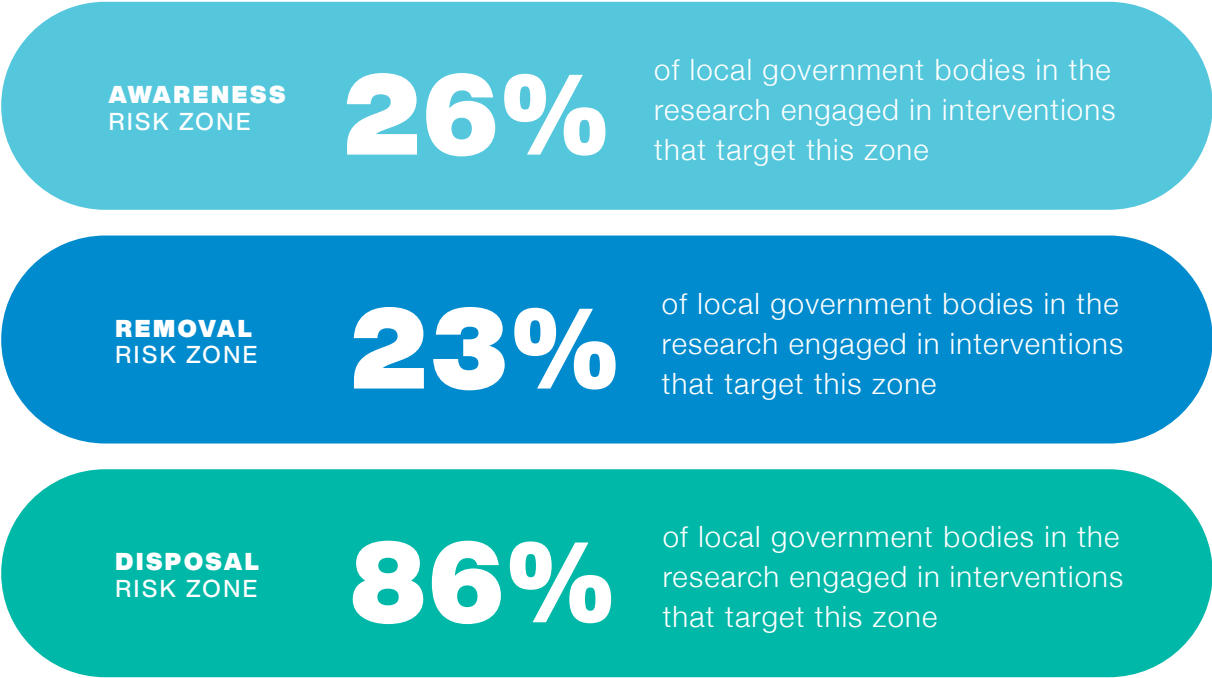 AWARENESS
RISK ZONE
26%
of local government bodies in the
research engaged in interventions
that target this zone
REMOVAL
RISK ZONE
23%
of local government bodies in the
research engaged in interventions
that target this zone
DISPOSAL
RISK ZONE
86%
of local government bodies in the
research engaged in interventions
that target this zone